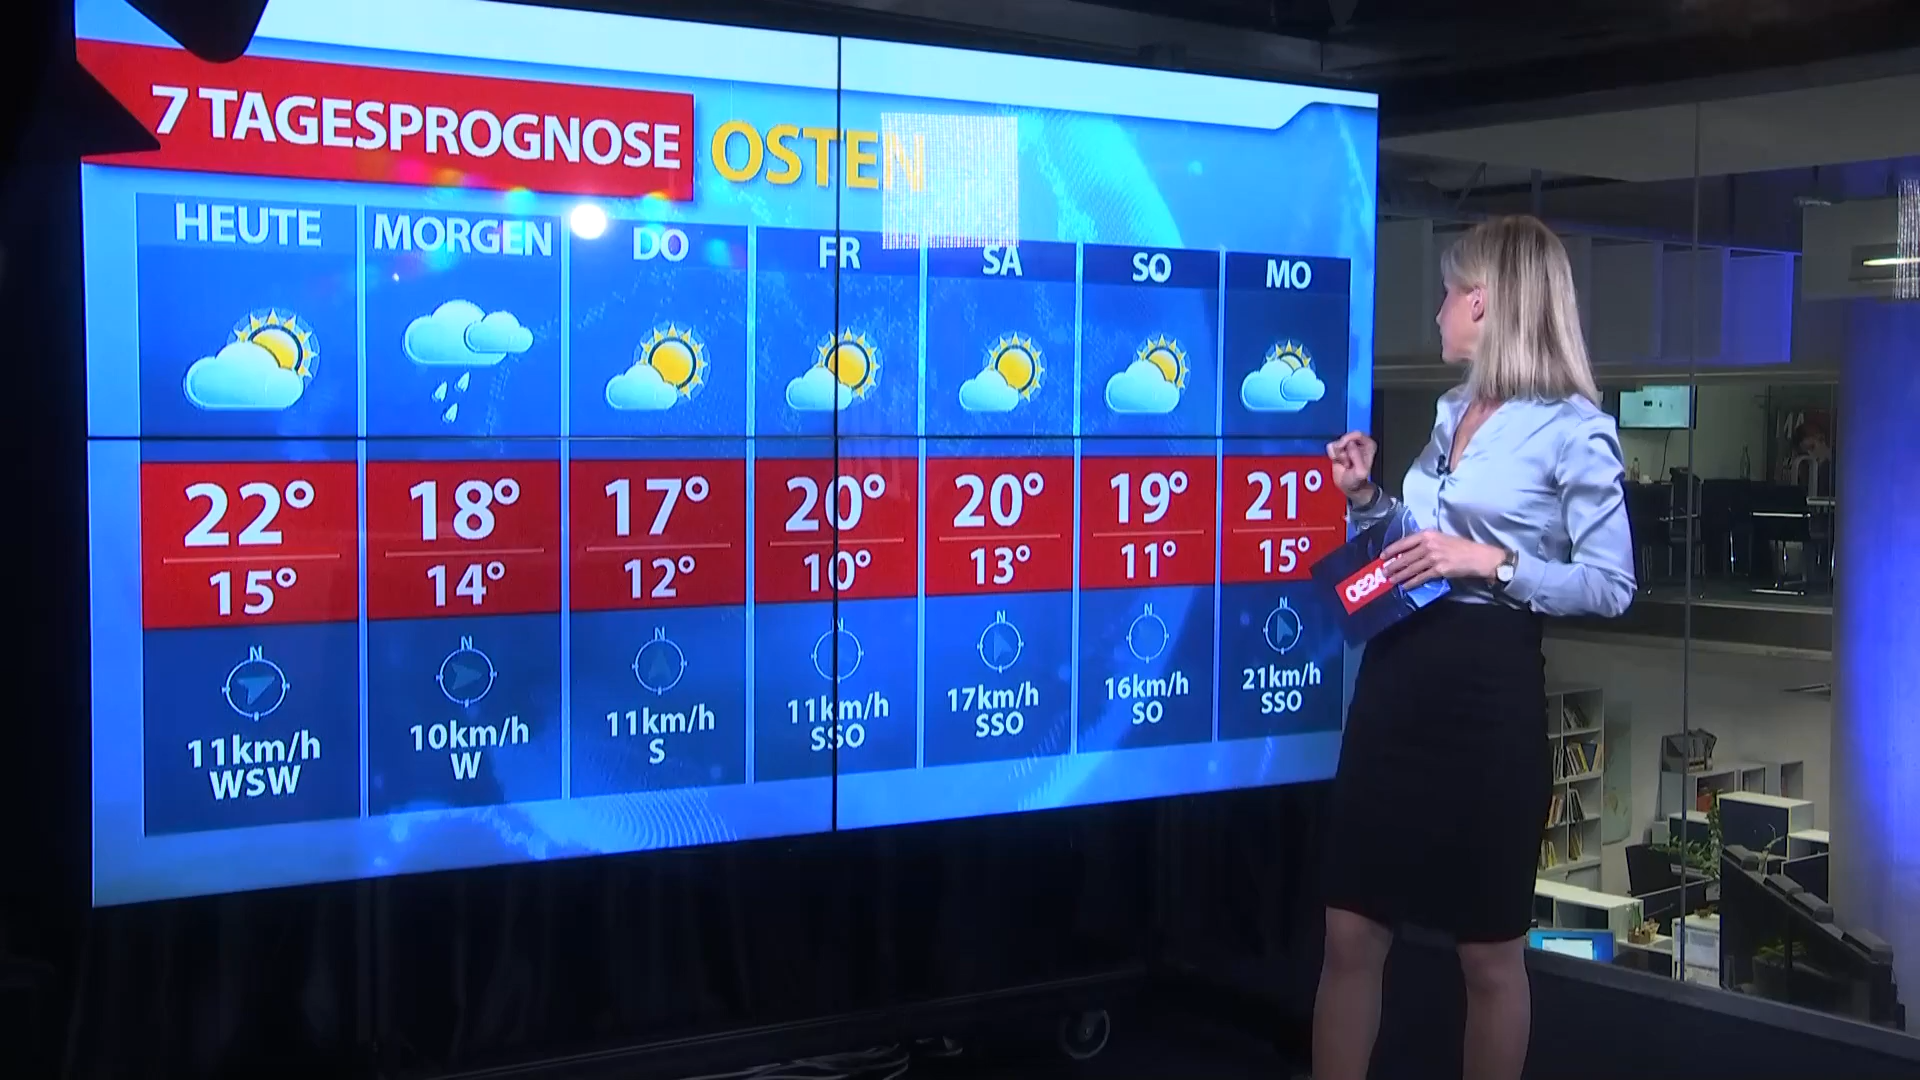 7 TAGESPROGNOSE OSTEN
HEUTE MORGEN DO FR SA SO MO
22° 18° 17° 20° 20° 19° 21°
15° 14° 12° 10° 13° 11° 15°
N N N N N N N
11km/h 10km/h 11km/h 11km/h 17km/h 16km/h 21km/h
WSW W S SSO SSO SO SSO
oe24